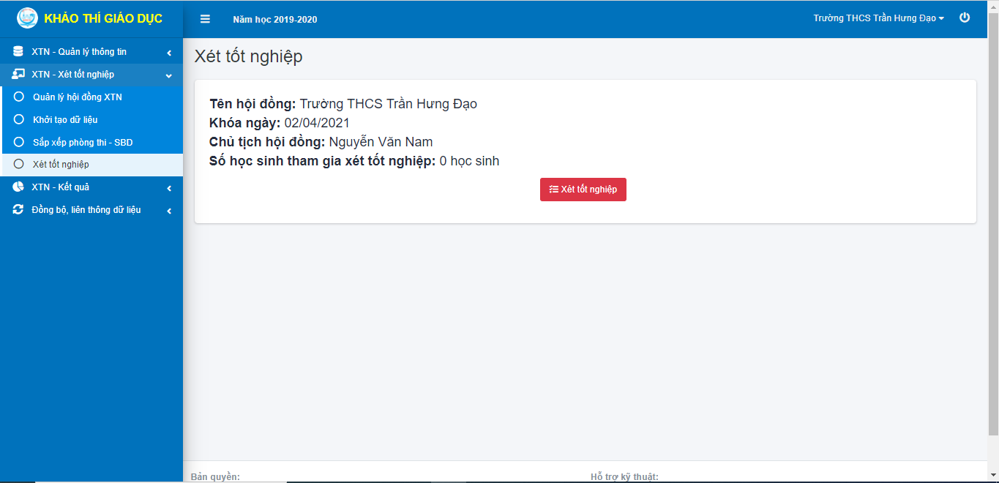 KHẢO THÍ GIÁO DỤC
Năm học 2019-2020
Trường THCS Trần Hưng Đạo
XTN - Quản lý thông tin
XTN - Xét tốt nghiệp
Quản lý hội đồng XTN
Khởi tạo dữ liệu
Sắp xếp phòng thi - SBD
Xét tốt nghiệp
XTN - Kết quả
Đồng bộ, liên thông dữ liệu
Xét tốt nghiệp
Tên hội đồng: Trường THCS Trần Hưng Đạo
Khóa ngày: 02/04/2021
Chủ tịch hội đồng: Nguyễn Văn Nam
Số học sinh tham gia xét tốt nghiệp: 0 học sinh
Xét tốt nghiệp
Bản quyền:
Hỗ trợ kỹ thuật: